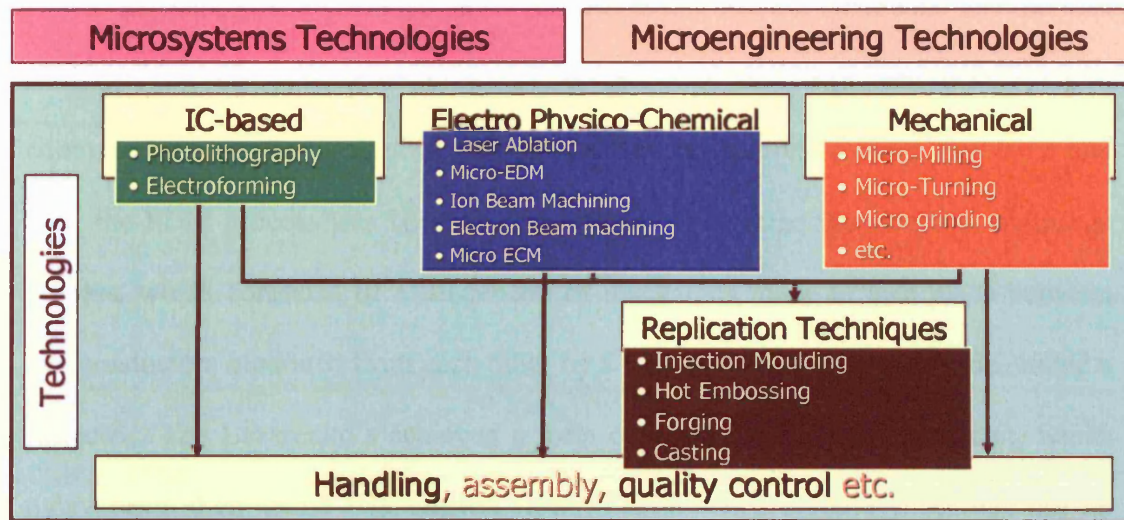 Microsystems Technologies
Microengineering Technologies
Technologies
IC-based
• Photolithography
• Electroforming
Electro Physico-Chemical
• Laser Ablation
• Micro-EDM
• Ion Beam Machining
• Electron Beam machining
• Micro ECM
Mechanical
• Micro-Milling
• Micro-Turning
• Micro grinding
• etc.
Replication Techniques
• Injection Moulding
• Hot Embossing
• Forging
• Casting
Handling, assembly, quality control etc.